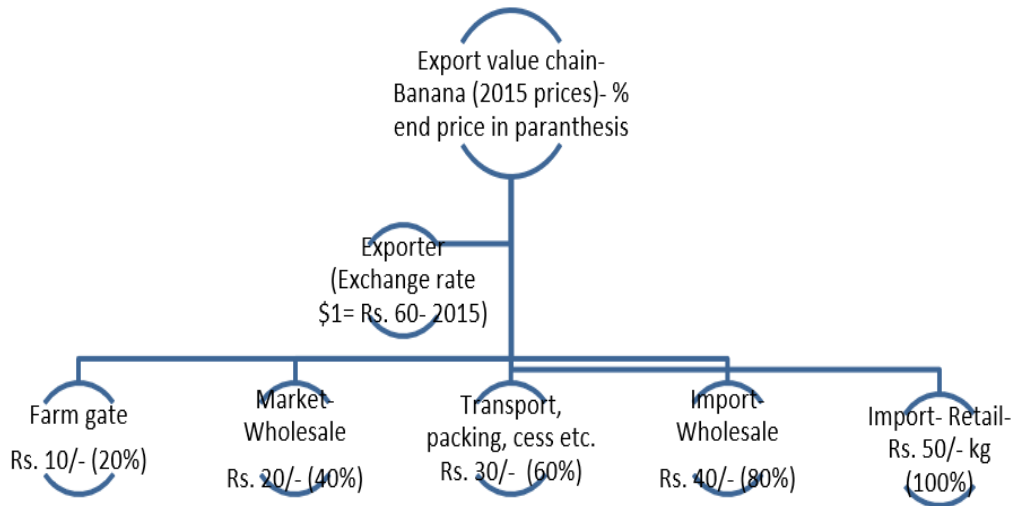 Export value chain-
Banana (2015 prices)- %
end price in paranthesis
Exporter
(Exchange rate
$1= Rs. 60- 2015)
Farm gate
Rs. 10/- (20%)
Market-
Wholesale
Rs. 20/- (40%)
Transport,
packing, cess etc.
Rs. 30/- (60%)
Import-
Wholesale
Rs. 40/- (80%)
Import- Retail-
Rs. 50/- kg
(100%)